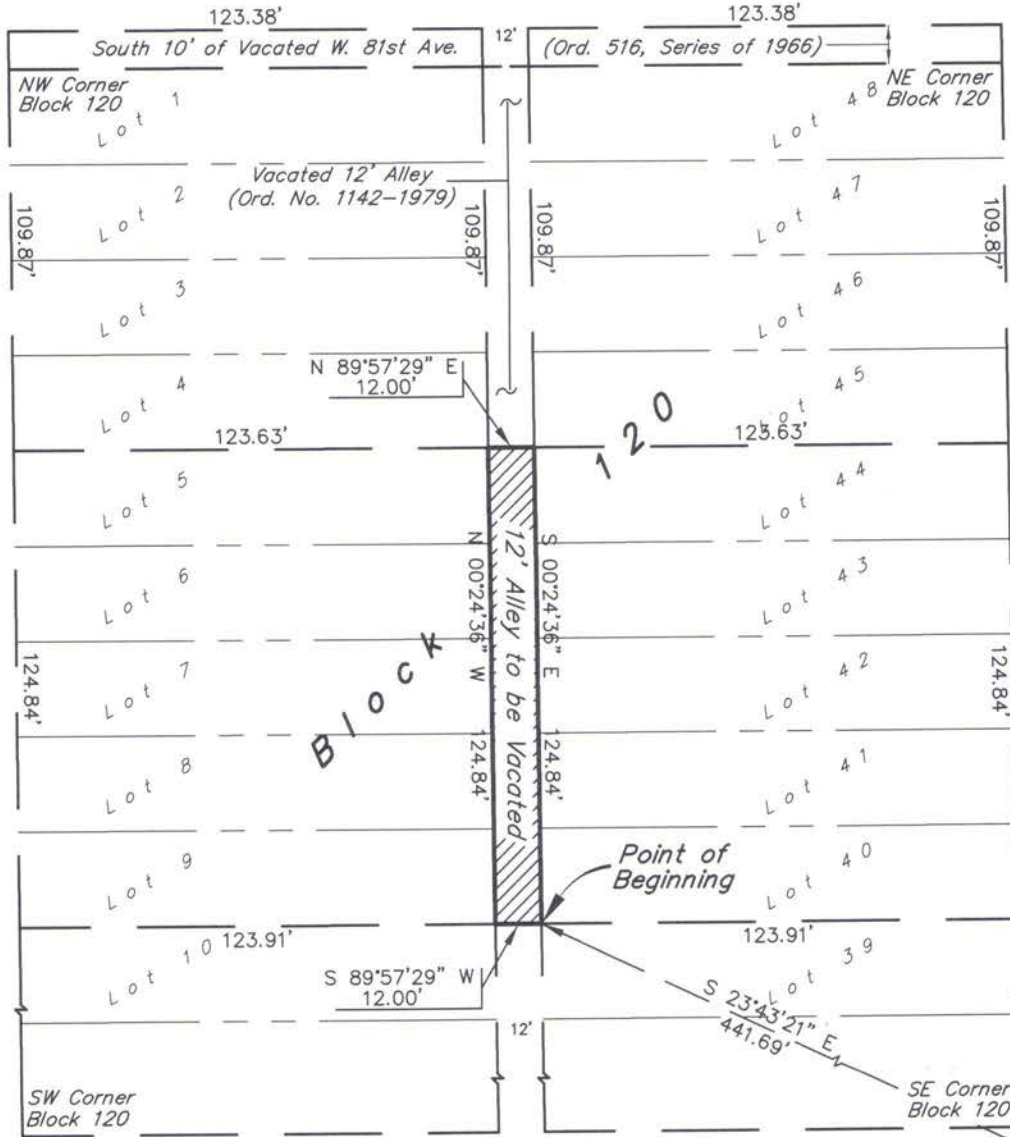 123.38'
123.38'
South 10' of Vacated W. 81st Ave.
12'
(Ord. 516, Series of 1966)
NW Corner
Block 120
NE Corner
Block 120
Lot 1
Lot 48
Vacated 12' Alley
(Ord. No. 1142-1979)
Lot 2
Lot 47
109.87'
109.87'
109.87'
109.87'
Lot 3
Lot 46
N 89°57'29" E
12.00'
Lot 4
Lot 45
123.63'
123.63'
Block 120
Lot 5
Lot 44
N 00°24'36" W 124.84'
12' Alley to be Vacated
S 00°24'36" E 124.84'
Lot 6
Lot 43
124.84'
124.84'
Lot 7
Lot 42
Lot 8
Lot 41
Lot 9
Lot 40
Point of
Beginning
123.91'
123.91'
Lot 10
Lot 39
S 89°57'29" W
12.00'
S 23°43'21" E
441.69'
12'
SW Corner
Block 120
SE Corner
Block 120